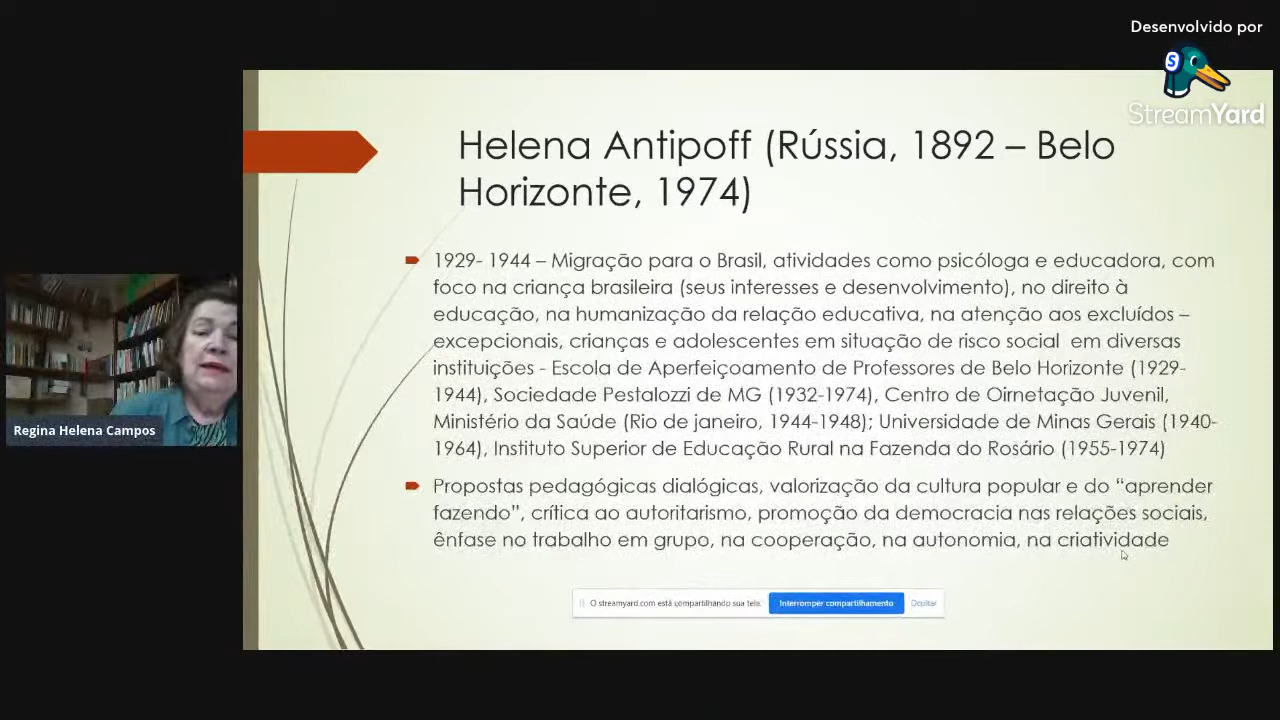 Desenvolvido por
StreamYard
Helena Antipoff (Rússia, 1892 – Belo
Horizonte, 1974)
1929- 1944 – Migração para o Brasil, atividades como psicóloga e educadora, com
foco na criança brasileira (seus interesses e desenvolvimento), no direito à
educação, na humanização da relação educativa, na atenção aos excluídos –
excepcionais, crianças e adolescentes em situação de risco social em diversas
instituições - Escola de Aperfeiçoamento de Professores de Belo Horizonte (1929-
1944), Sociedade Pestalozzi de MG (1932-1974), Centro de Oirnetação Juvenil,
Ministério da Saúde (Rio de janeiro, 1944-1948); Universidade de Minas Gerais (1940-
1964), Instituto Superior de Educação Rural na Fazenda do Rosário (1955-1974)
Propostas pedagógicas dialógicas, valorização da cultura popular e do “aprender
fazendo”, crítica ao autoritarismo, promoção da democracia nas relações sociais,
ênfase no trabalho em grupo, na cooperação, na autonomia, na criatividade
Regina Helena Campos
O streamyard.com está compartilhando sua tela. Interromper compartilhamento Ocultar